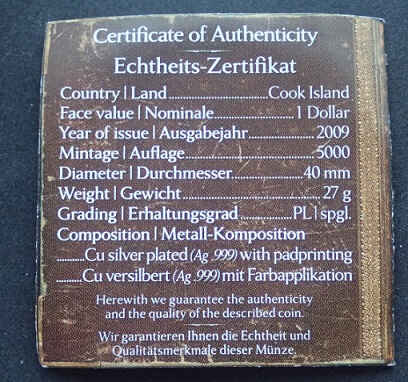 Certificate of Authenticity
Echtheits-Zertifikat
Country | Land..............................Cook Island
Face value | Nominale....................1 Dollar
Year of issue | Ausgabejahr.................2009
Mintage | Auflage.................................5000
Diameter | Durchmesser.................40 mm
Weight | Gewicht...................................27 g
Grading | Erhaltungsgrad................PL | spgl.
Composition | Metall-Komposition
........Cu silver plated (Ag .999) with padprinting
........Cu versilbert (Ag .999) mit Farbapplikation
Herewith we guarantee the authenticity
and the quality of the described coin.
Wir garantieren Ihnen die Echtheit und
Qualitätsmerkmale dieser Münze.